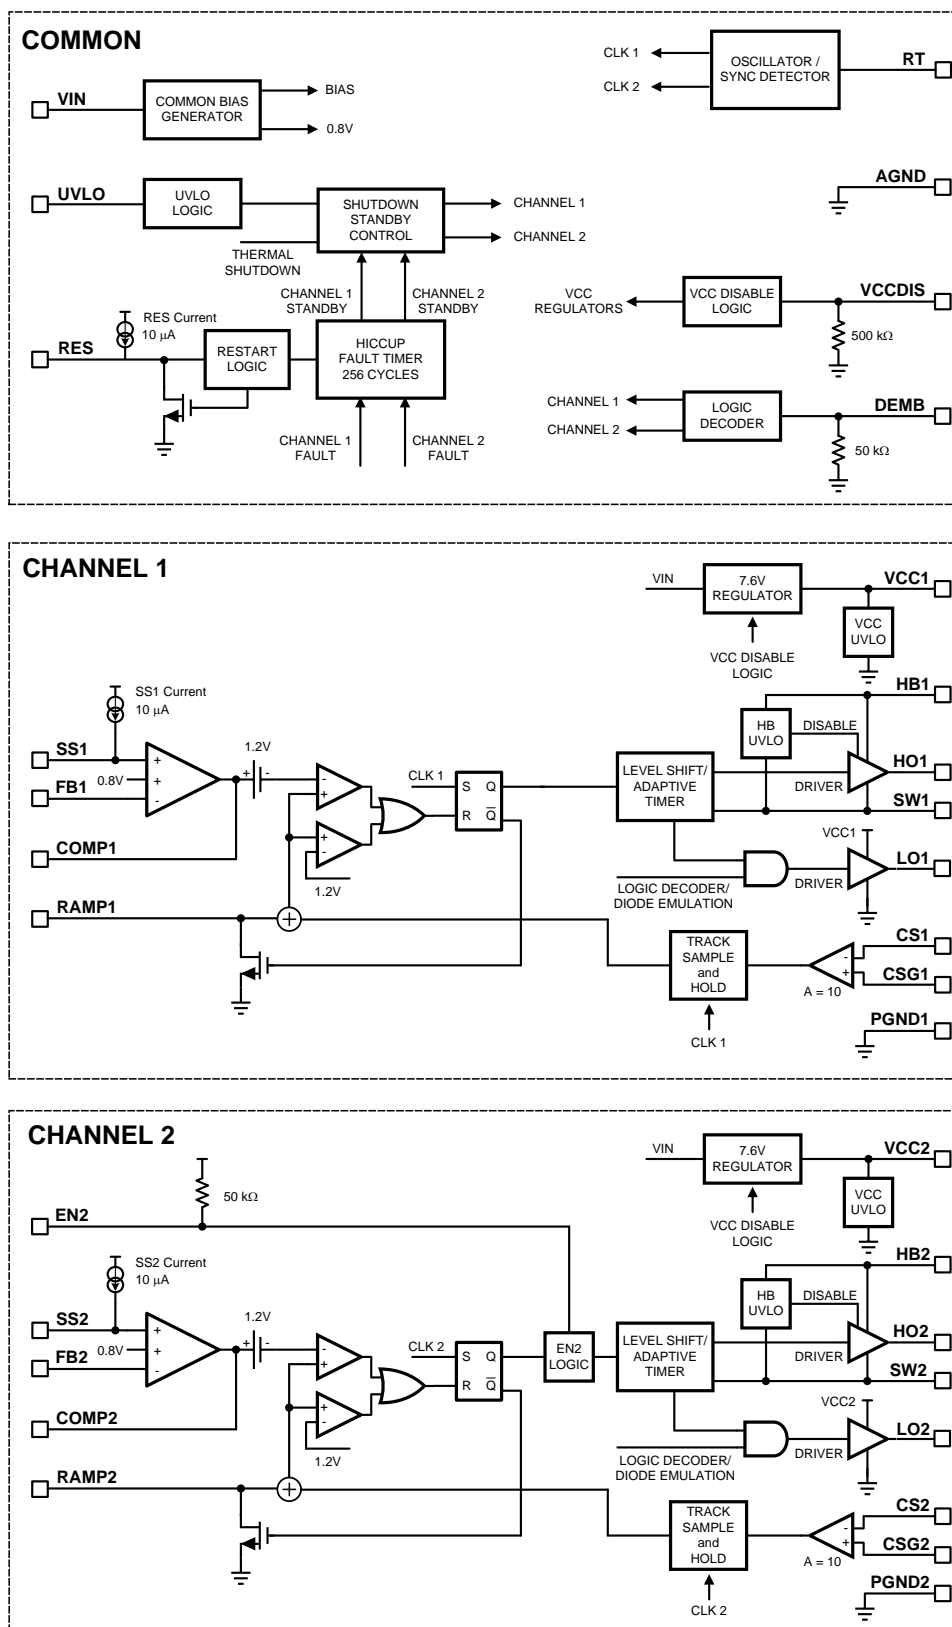 COMMON
CLK 1
CLK 2
OSCILLATOR /
SYNC DETECTOR
RT
VIN
COMMON BIAS
GENERATOR
BIAS
0.8V
AGND
UVLO
UVLO
LOGIC
SHUTDOWN
STANDBY
CONTROL
CHANNEL 1
CHANNEL 2
THERMAL
SHUTDOWN
CHANNEL 1
STANDBY
CHANNEL 2
STANDBY
VCC
REGULATORS
VCC DISABLE
LOGIC
VCCDIS
500 kΩ
RES Current
10 μA
RES
RESTART
LOGIC
HICCUP
FAULT TIMER
256 CYCLES
CHANNEL 1
FAULT
CHANNEL 2
FAULT
CHANNEL 1
CHANNEL 2
LOGIC
DECODER
DEMB
50 kΩ
CHANNEL 1
VIN
7.6V
REGULATOR
VCC1
VCC
UVLO
VCC DISABLE
LOGIC
SS1 Current
10 μA
HB1
HB
UVLO
DISABLE
SS1
+
0.8V
+
FB1
-
1.2V
+ -
-
+
CLK 1
S Q
R Q̅
LEVEL SHIFT/
ADAPTIVE
TIMER
DRIVER
HO1
SW1
COMP1
+
-
1.2V
VCC1
LO1
LOGIC DECODER/
DIODE EMULATION
DRIVER
RAMP1
+
TRACK
SAMPLE
and
HOLD
CS1
-
+
CSG1
A = 10
CLK 1
PGND1
CHANNEL 2
VIN
7.6V
REGULATOR
VCC2
VCC
UVLO
VCC DISABLE
LOGIC
50 kΩ
EN2
SS2 Current
10 μA
HB2
HB
UVLO
DISABLE
SS2
+
0.8V
+
FB2
-
1.2V
+ -
-
+
CLK 2
S Q
R Q̅
EN2
LOGIC
LEVEL SHIFT/
ADAPTIVE
TIMER
DRIVER
HO2
SW2
COMP2
+
-
1.2V
VCC2
LO2
LOGIC DECODER/
DIODE EMULATION
DRIVER
RAMP2
+
TRACK
SAMPLE
and
HOLD
CS2
-
+
CSG2
A = 10
CLK 2
PGND2